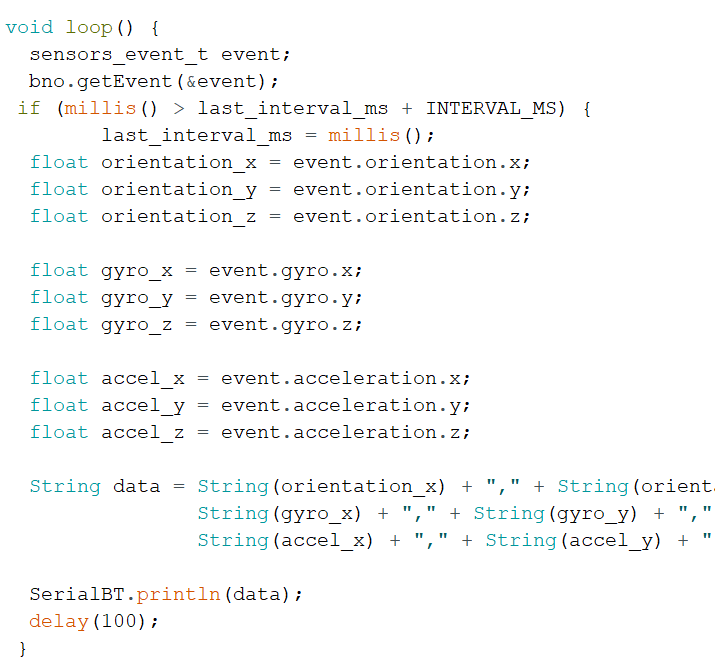 void loop() {
  sensors_event_t event;
  bno.getEvent(&event);
 if (millis() > last_interval_ms + INTERVAL_MS) {
        last_interval_ms = millis();
  float orientation_x = event.orientation.x;
  float orientation_y = event.orientation.y;
  float orientation_z = event.orientation.z;

  float gyro_x = event.gyro.x;
  float gyro_y = event.gyro.y;
  float gyro_z = event.gyro.z;

  float accel_x = event.acceleration.x;
  float accel_y = event.acceleration.y;
  float accel_z = event.acceleration.z;

  String data = String(orientation_x) + "," + String(orient
                String(gyro_x) + "," + String(gyro_y) + ","
                String(accel_x) + "," + String(accel_y) + "

  SerialBT.println(data);
  delay(100);
 }